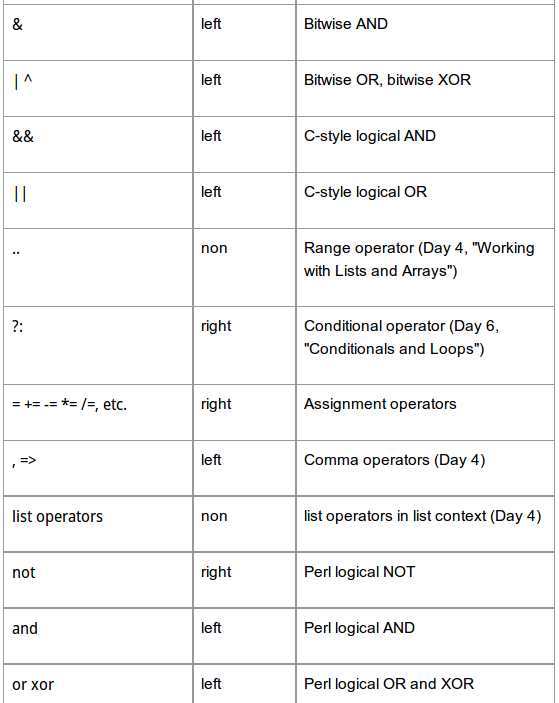 & left Bitwise AND
| ^ left Bitwise OR, bitwise XOR
&& left C-style logical AND
|| left C-style logical OR
.. non Range operator (Day 4, "Working
with Lists and Arrays")
?: right Conditional operator (Day 6,
"Conditionals and Loops")
= += -= *= /=, etc. right Assignment operators
, => left Comma operators (Day 4)
list operators non list operators in list context (Day 4)
not right Perl logical NOT
and left Perl logical AND
or xor left Perl logical OR and XOR